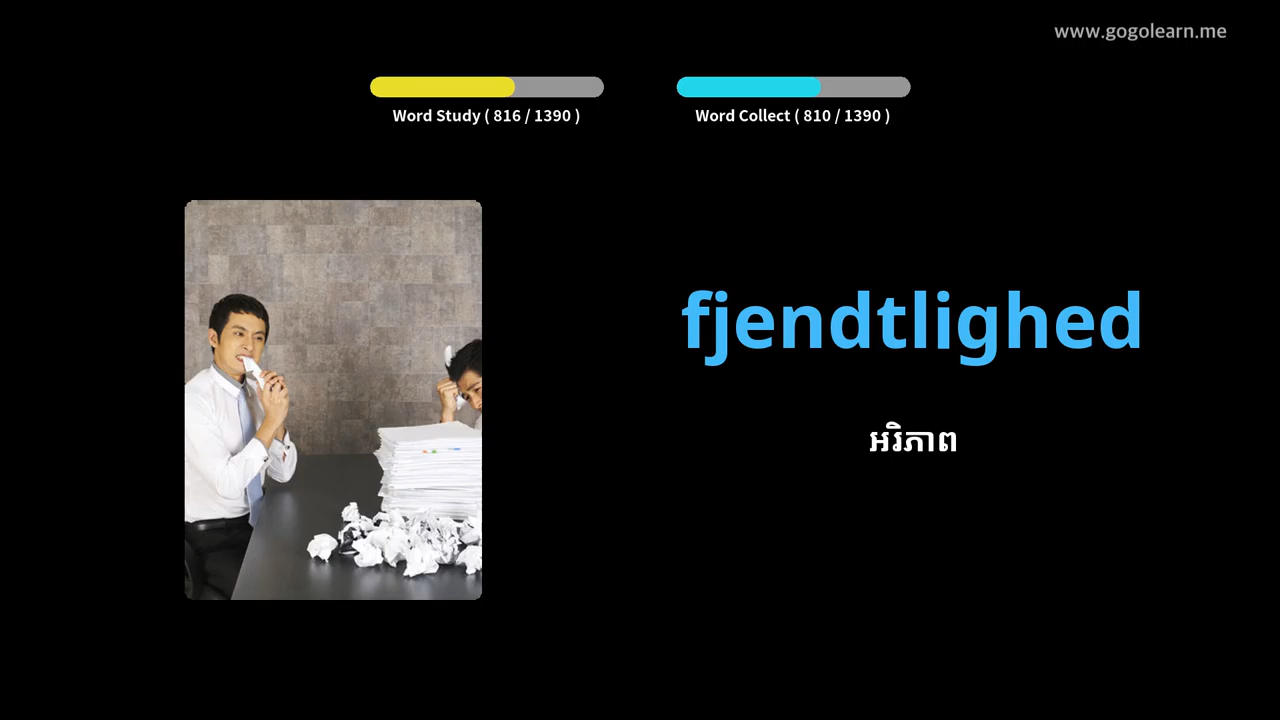 www.gogolearn.me
Word Study ( 816 / 1390 )
Word Collect ( 810 / 1390 )
fjendtlighed
អរិភាព